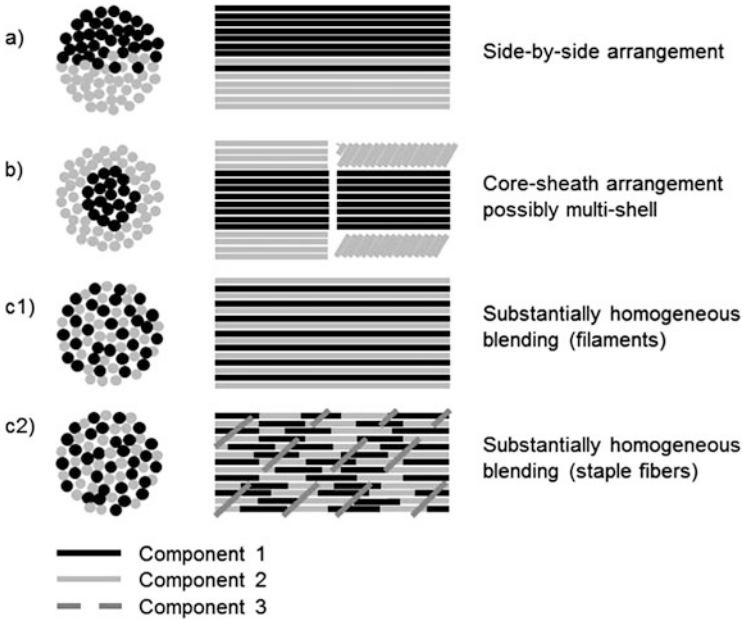 a)
Side-by-side arrangement
b)
Core-sheath arrangement
possibly multi-shell
c1)
Substantially homogeneous
blending (filaments)
c2)
Substantially homogeneous
blending (staple fibers)
Component 1
Component 2
Component 3